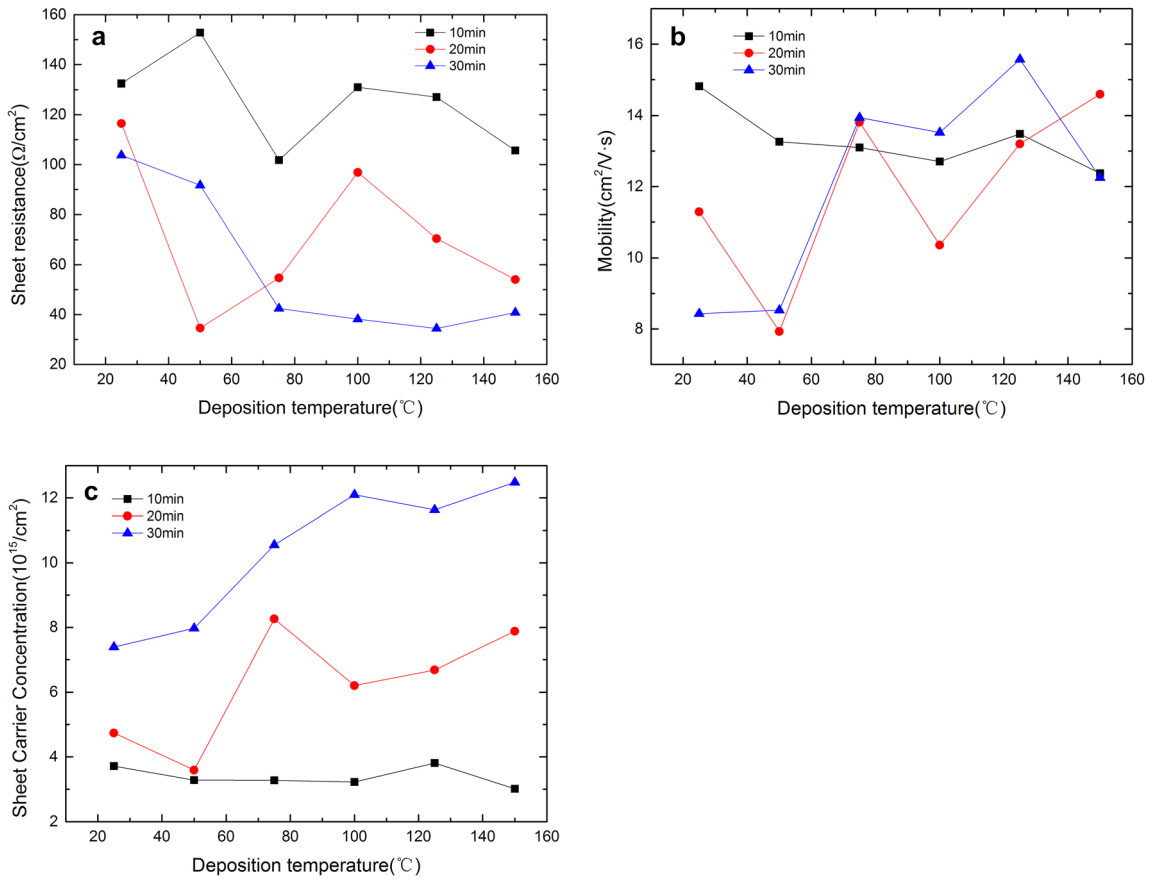 a
10min
20min
30min
160
140
120
100
80
60
40
20
Sheet resistance(Ω/cm²)
20 40 60 80 100 120 140 160
Deposition temperature(℃)
b
10min
20min
30min
16
14
12
10
8
Mobility(cm²/V·s)
20 40 60 80 100 120 140 160
Deposition temperature(℃)
c
10min
20min
30min
12
10
8
6
4
2
Sheet Carrier Concentration(10¹⁵/cm²)
20 40 60 80 100 120 140 160
Deposition temperature(℃)